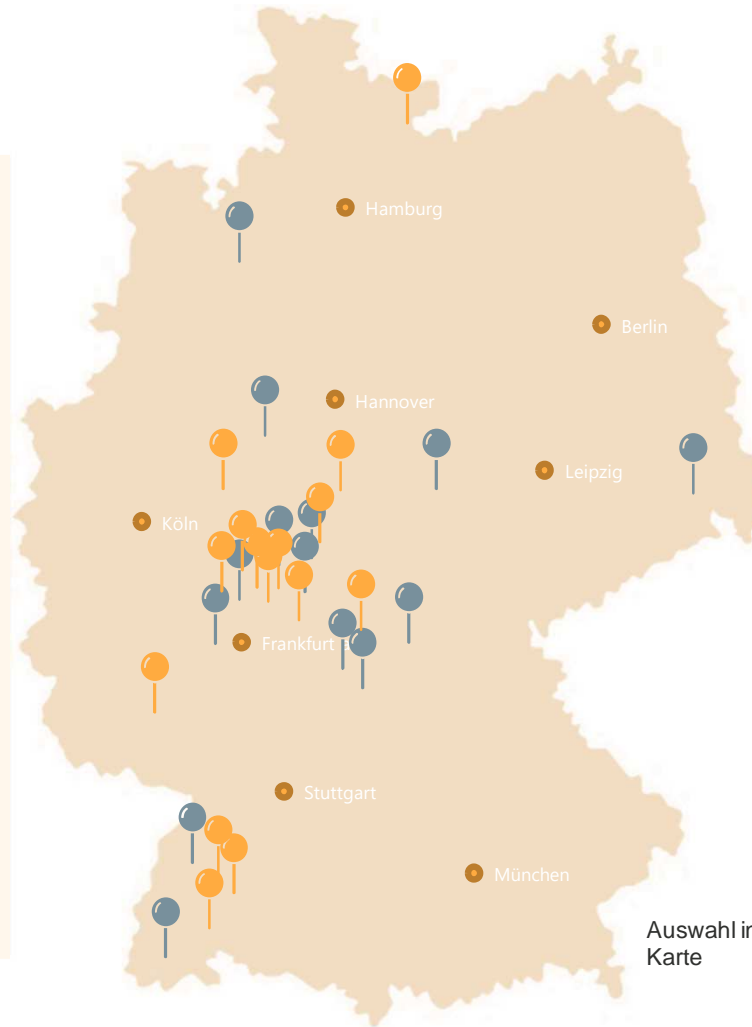 Hamburg
Berlin
Hannover
Leipzig
Köln
Frankfurt
Stuttgart
München
Auswahl in
Karte